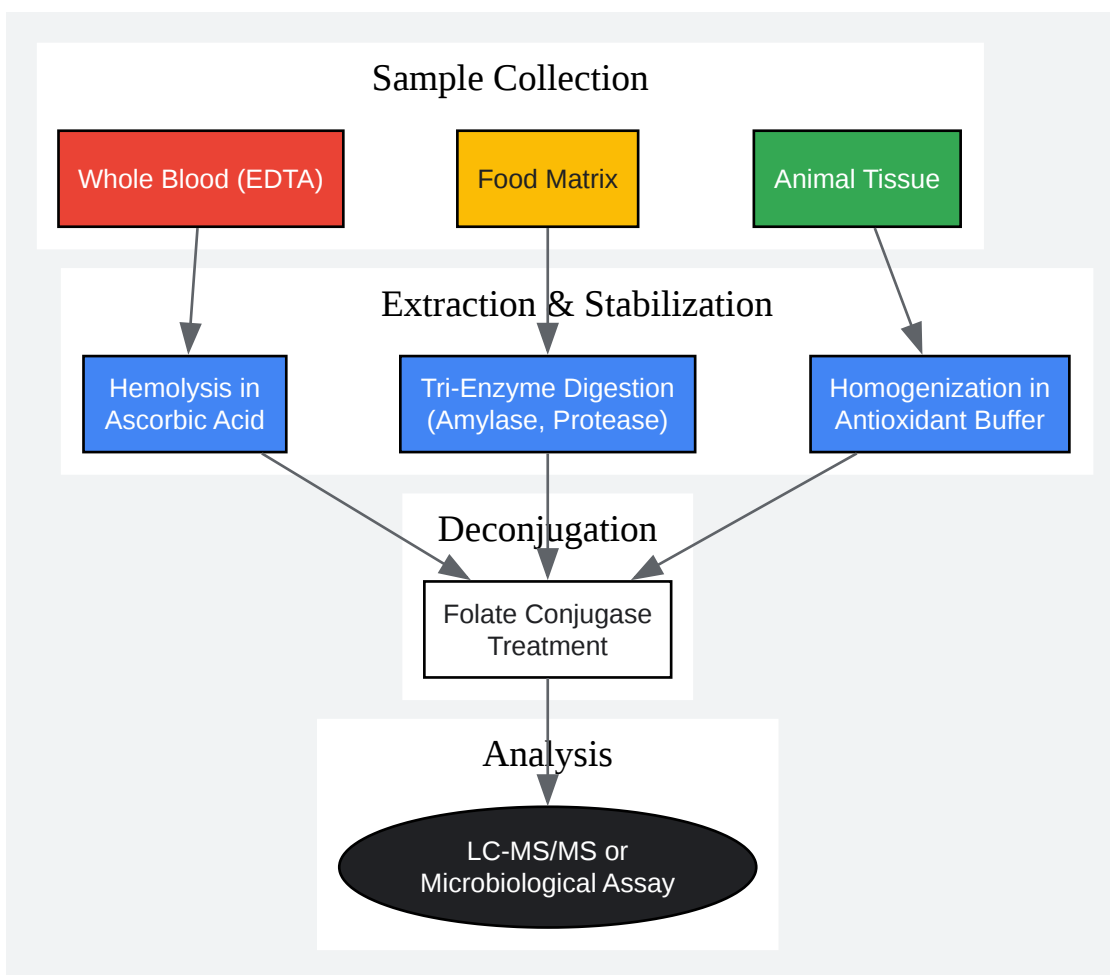 Sample Collection
Whole Blood (EDTA)
Food Matrix
Animal Tissue
Extraction & Stabilization
Hemolysis in
Ascorbic Acid
Tri-Enzyme Digestion
(Amylase, Protease)
Homogenization in
Antioxidant Buffer
Deconjugation
Folate Conjugase
Treatment
Analysis
LC-MS/MS or
Microbiological Assay